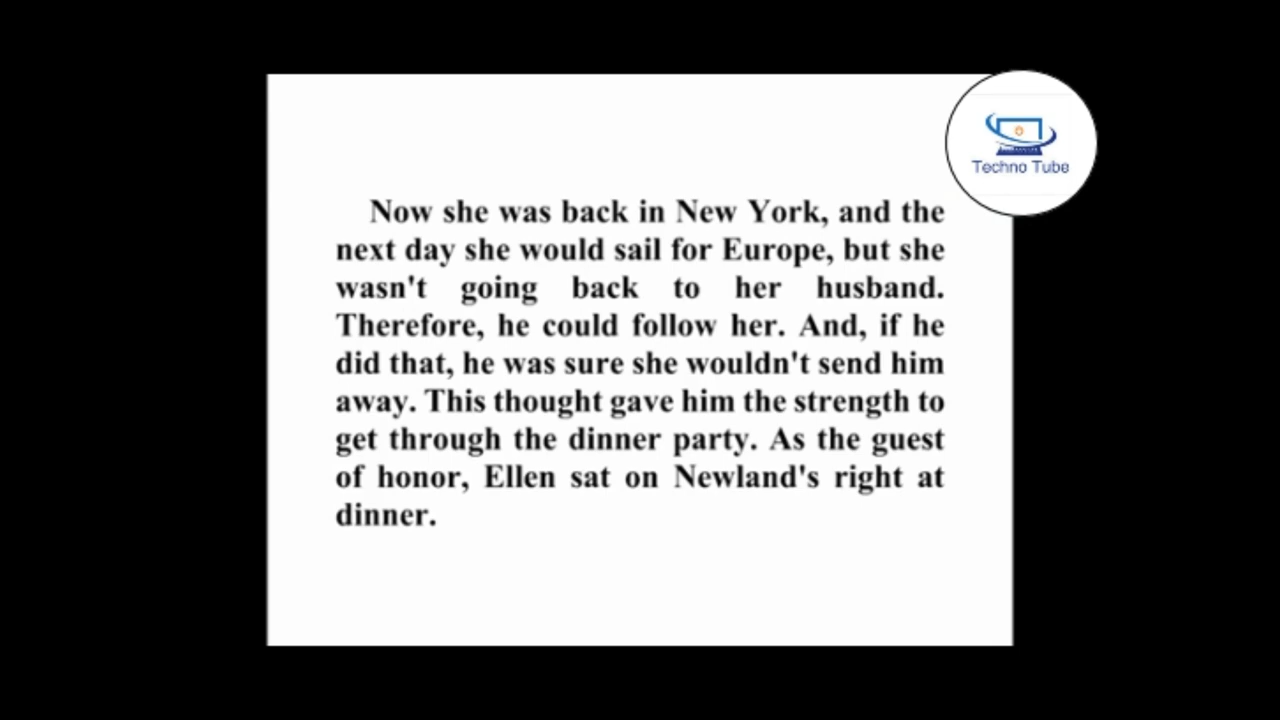 Techno Tube
Now she was back in New York, and the
next day she would sail for Europe, but she
wasn't going back to her husband.
Therefore, he could follow her. And, if he
did that, he was sure she wouldn't send him
away. This thought gave him the strength to
get through the dinner party. As the guest
of honor, Ellen sat on Newland's right at
dinner.